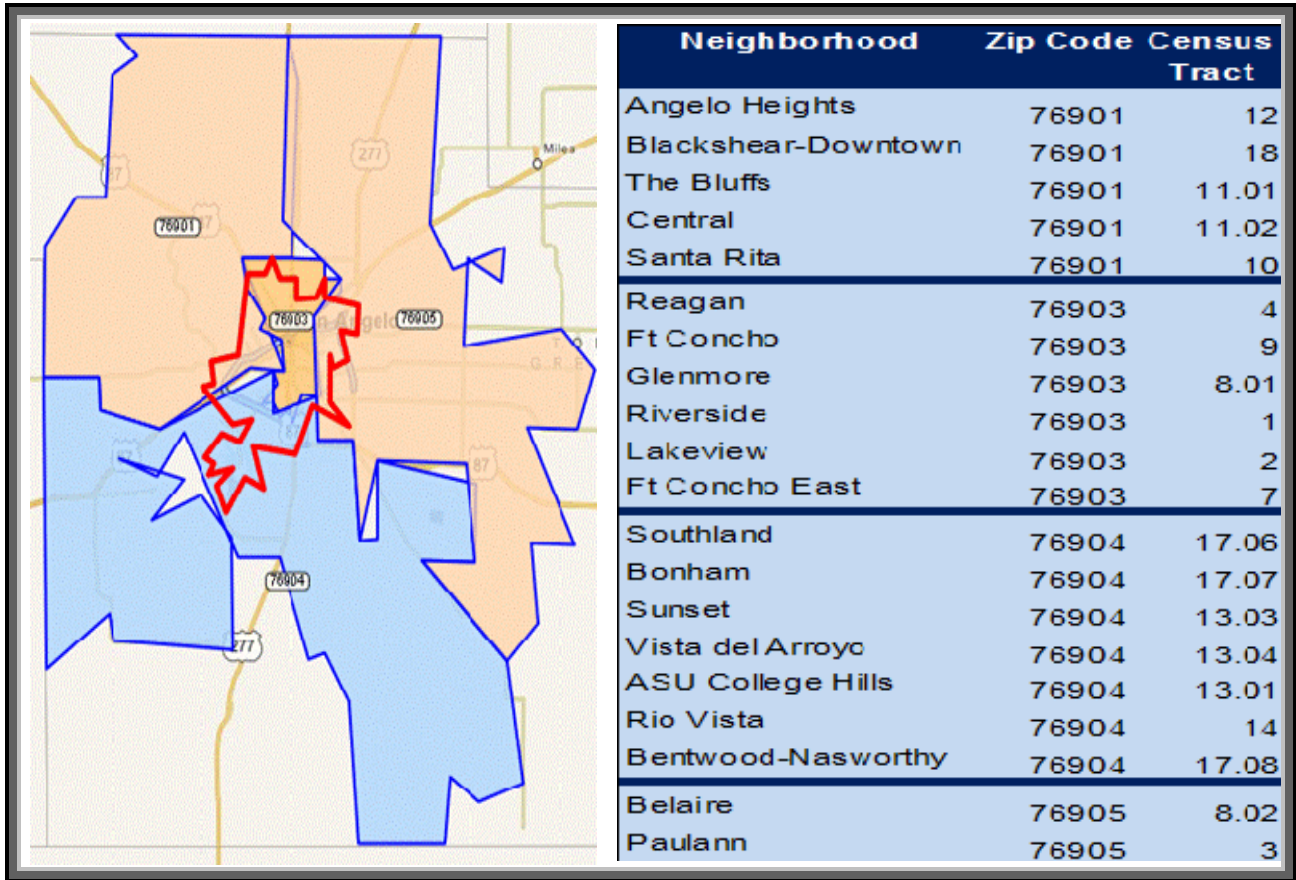 Miles
277
87
76901
87
76903
Angelo
76905
87
87
87
76904
277
Neighborhood Zip Code Census Tract
Angelo Heights 76901 12
Blackshear-Downtown 76901 18
The Bluffs 76901 11.01
Central 76901 11.02
Santa Rita 76901 10
Reagan 76903 4
Ft Concho 76903 9
Glenmore 76903 8.01
Riverside 76903 1
Lakeview 76903 2
Ft Concho East 76903 7
Southland 76904 17.06
Bonham 76904 17.07
Sunset 76904 13.03
Vista del Arroyo 76904 13.04
ASU College Hills 76904 13.01
Rio Vista 76904 14
Bentwood-Nasworthy 76904 17.08
Belaire 76905 8.02
Paulann 76905 3